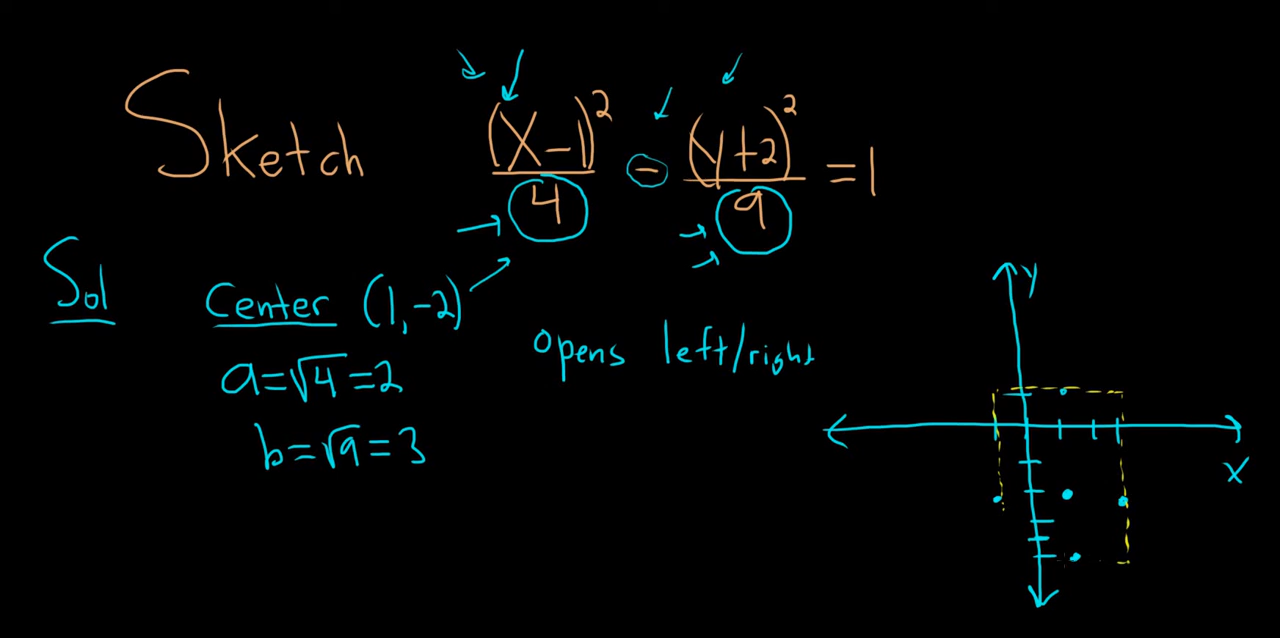 Sketch (x-1)²/4 - (y+2)²/9 = 1
Sol
Center (1,-2)
opens left/right
a=√4=2
b=√9=3
y
x